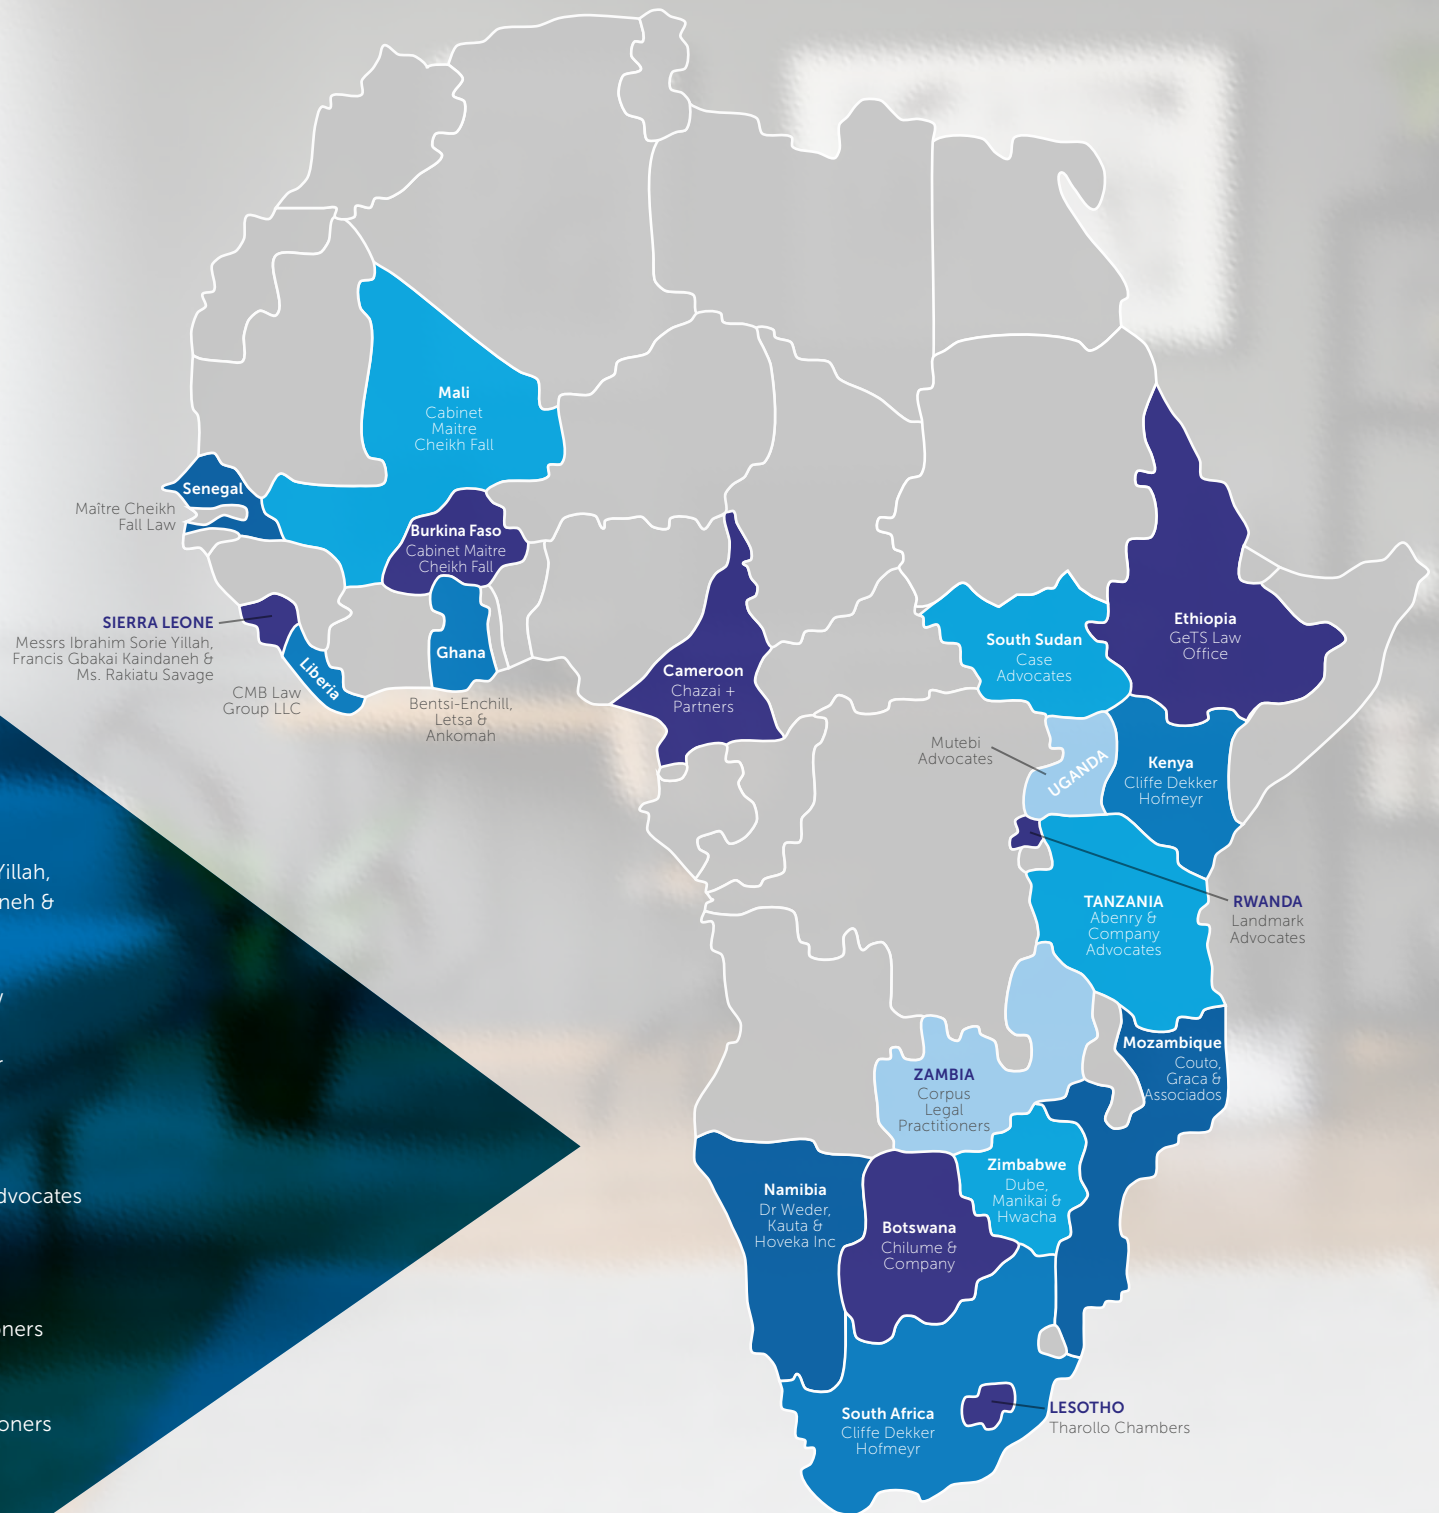 Mali
Cabinet
Maitre
Cheikh Fall
Senegal
Maître Cheikh
Fall Law
Burkina Faso
Cabinet Maitre
Cheikh Fall
SIERRA LEONE
Messrs Ibrahim Sorie Yillah,
Francis Gbakai Kaindaneh &
Ms. Rakiatu Savage
Liberia
CMB Law
Group LLC
Ghana
Bentsi-Enchill,
Letsa &
Ankomah
Cameroon
Chazai +
Partners
South Sudan
Case
Advocates
Ethiopia
GeTS Law
Office
Mutebi
Advocates
UGANDA
Kenya
Cliffe Dekker
Hofmeyr
RWANDA
Landmark
Advocates
TANZANIA
Abenry &
Company
Advocates
Mozambique
Couto,
Graca &
Associados
ZAMBIA
Corpus
Legal
Practitioners
Zimbabwe
Dube,
Manikai &
Hwacha
Namibia
Dr Weder,
Kauta &
Hoveka Inc
Botswana
Chilume &
Company
South Africa
Cliffe Dekker
Hofmeyr
LESOTHO
Tharollo Chambers
Yillah,
neh &
dvocates
oners
oners